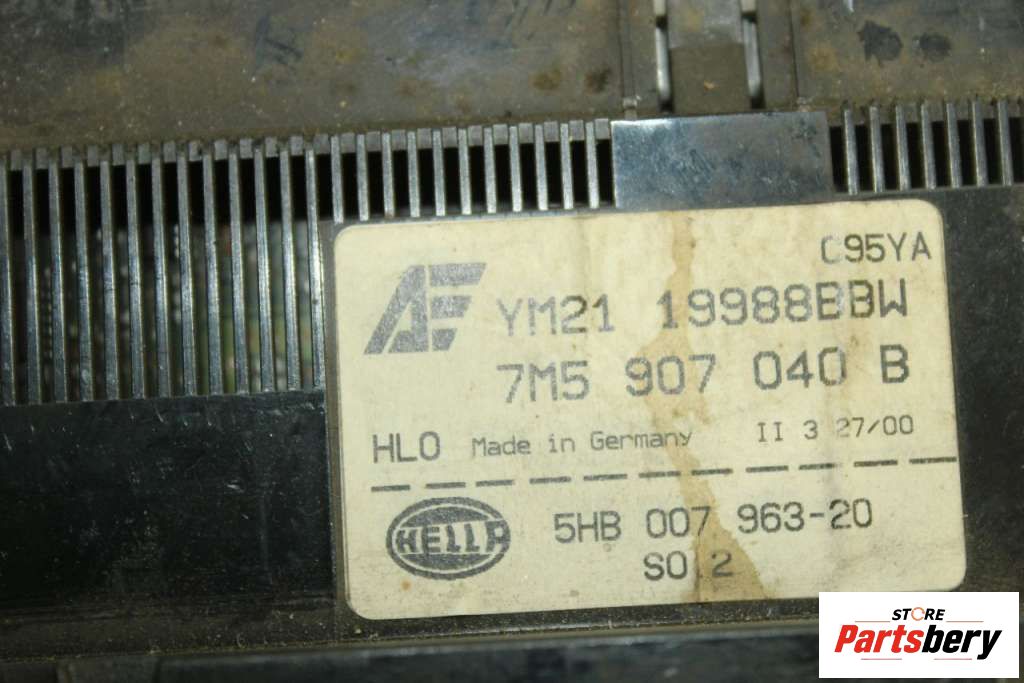 C95YA
AE YM21 19988BBW
7M5 907 040 B
HLO Made in Germany II 3 27/00
HELLA 5HB 007 963-20
SO.2
STORE
Partsbery